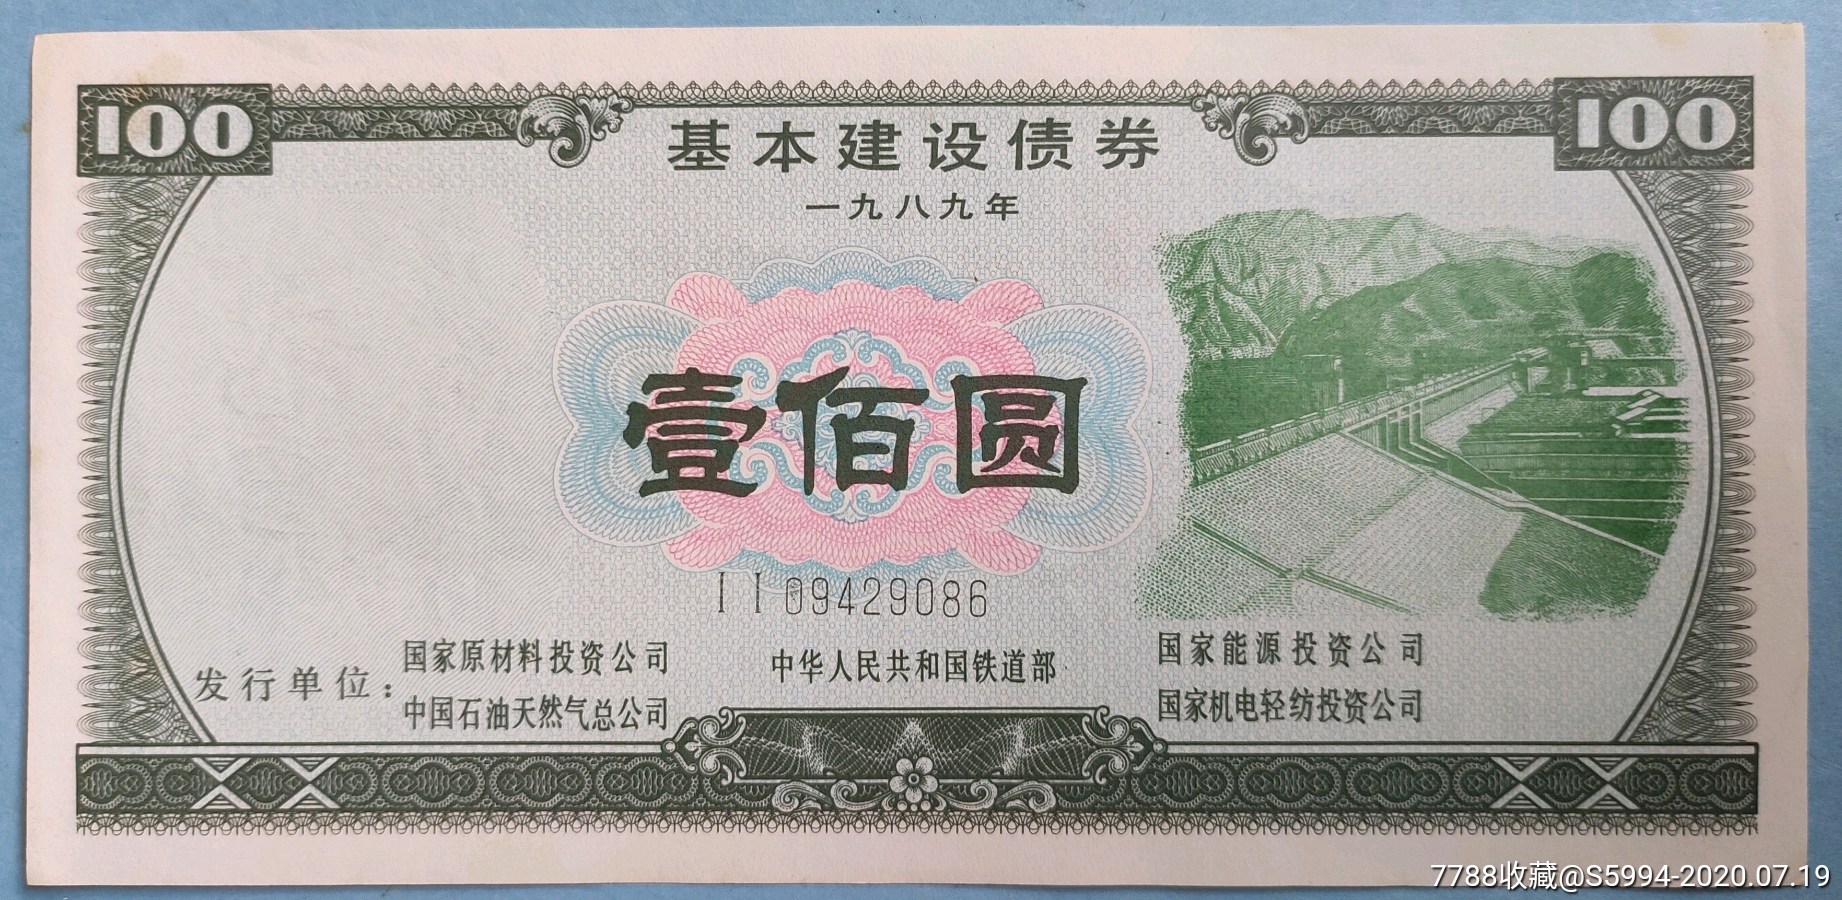 100
100
基本建设债券
一九八九年
壹佰圆
II09429086
发行单位：
国家原材料投资公司
中国石油天然气总公司
中华人民共和国铁道部
国家能源投资公司
国家机电轻纺投资公司
7788收藏@S5994-2020.07.19